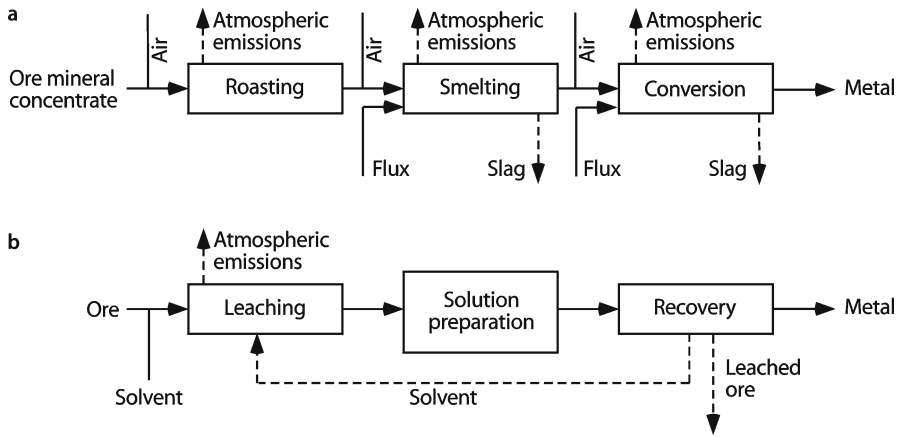 a
Air
Atmospheric
emissions
Air
Atmospheric
emissions
Air
Atmospheric
emissions
Ore mineral
concentrate
Roasting
Smelting
Conversion
Metal
Flux
Slag
Flux
Slag
b
Atmospheric
emissions
Ore
Leaching
Solution
preparation
Recovery
Metal
Solvent
Solvent
Leached
ore